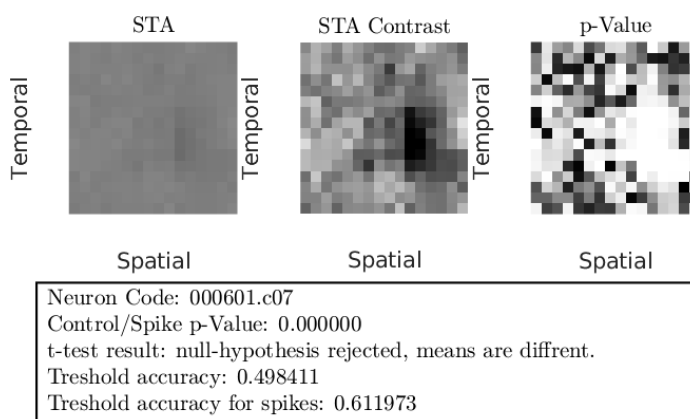 STA
STA Contrast
p-Value
Temporal
Temporal
Temporal
Spatial
Spatial
Spatial
Neuron Code: 000601.c07
Control/Spike p-Value: 0.000000
t-test result: null-hypothesis rejected, means are diffrent.
Treshold accuracy: 0.498411
Treshold accuracy for spikes: 0.611973